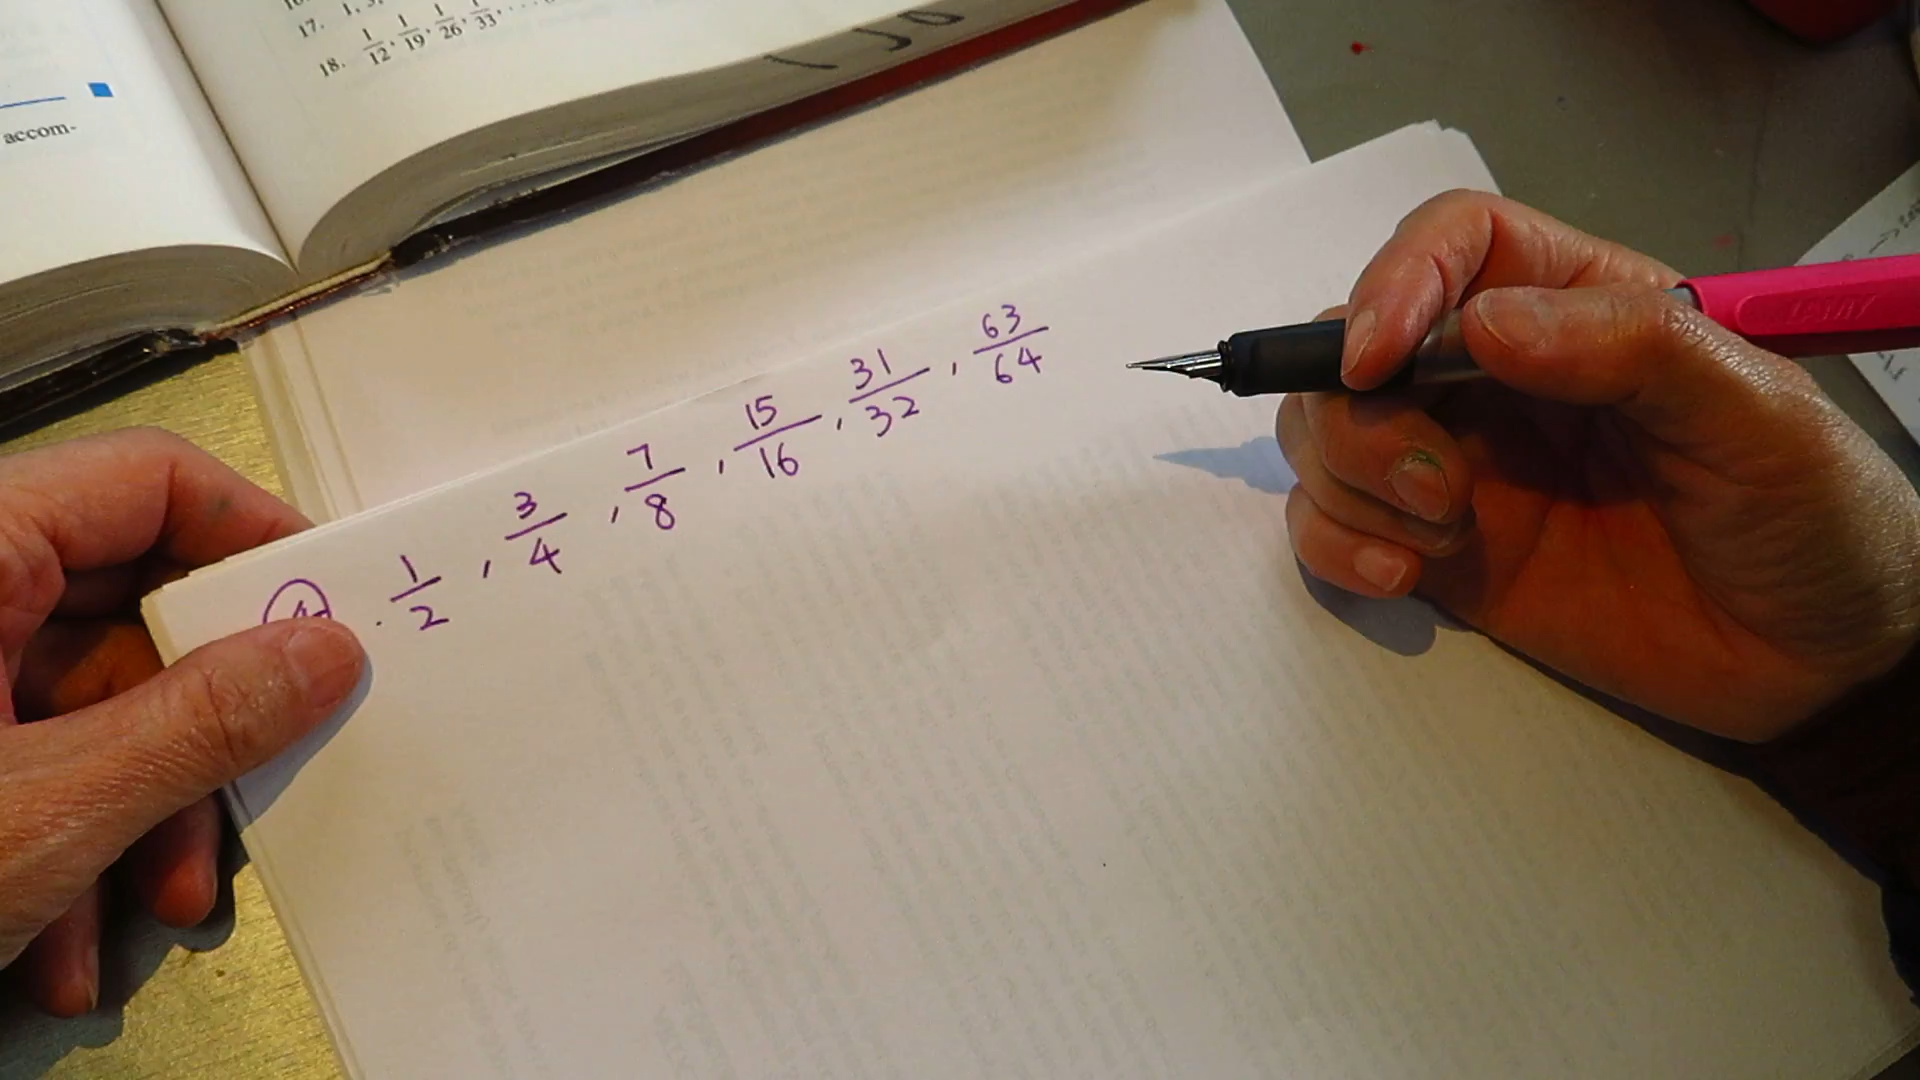 17. 1,
18. 1/12, 1/19, 1/26, 1/33, ...
accom-
. 1/2, 3/4, 7/8, 15/16, 31/32, 63/64
LAMY